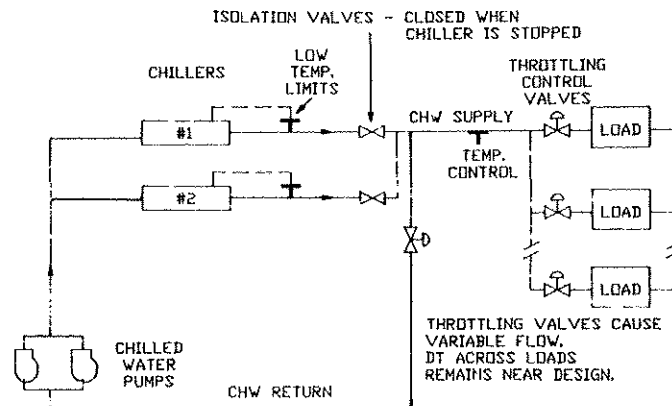 ISOLATION VALVES - CLOSED WHEN
CHILLER IS STOPPED
CHILLERS
LOW
TEMP.
LIMITS
THROTTLING
CONTROL
VALVES
#1
CHW SUPPLY
LOAD
TEMP.
CONTROL
#2
LOAD
LOAD
CHILLED
WATER
PUMPS
THROTTLING VALVES CAUSE
VARIABLE FLOW.
DT ACROSS LOADS
REMAINS NEAR DESIGN.
CHW RETURN